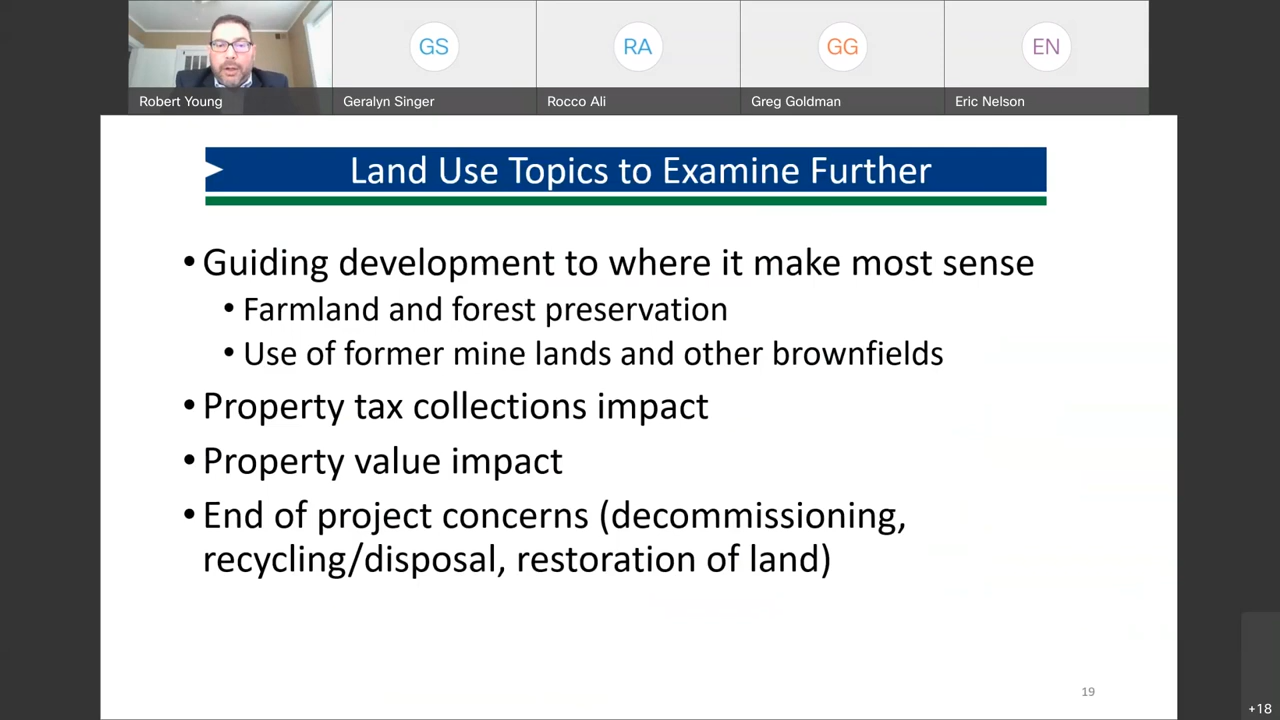 GS
RA
GG
EN
Robert Young
Geralyn Singer
Rocco Ali
Greg Goldman
Eric Nelson
Land Use Topics to Examine Further
• Guiding development to where it make most sense
• Farmland and forest preservation
• Use of former mine lands and other brownfields
• Property tax collections impact
• Property value impact
• End of project concerns (decommissioning,
recycling/disposal, restoration of land)
19
+18